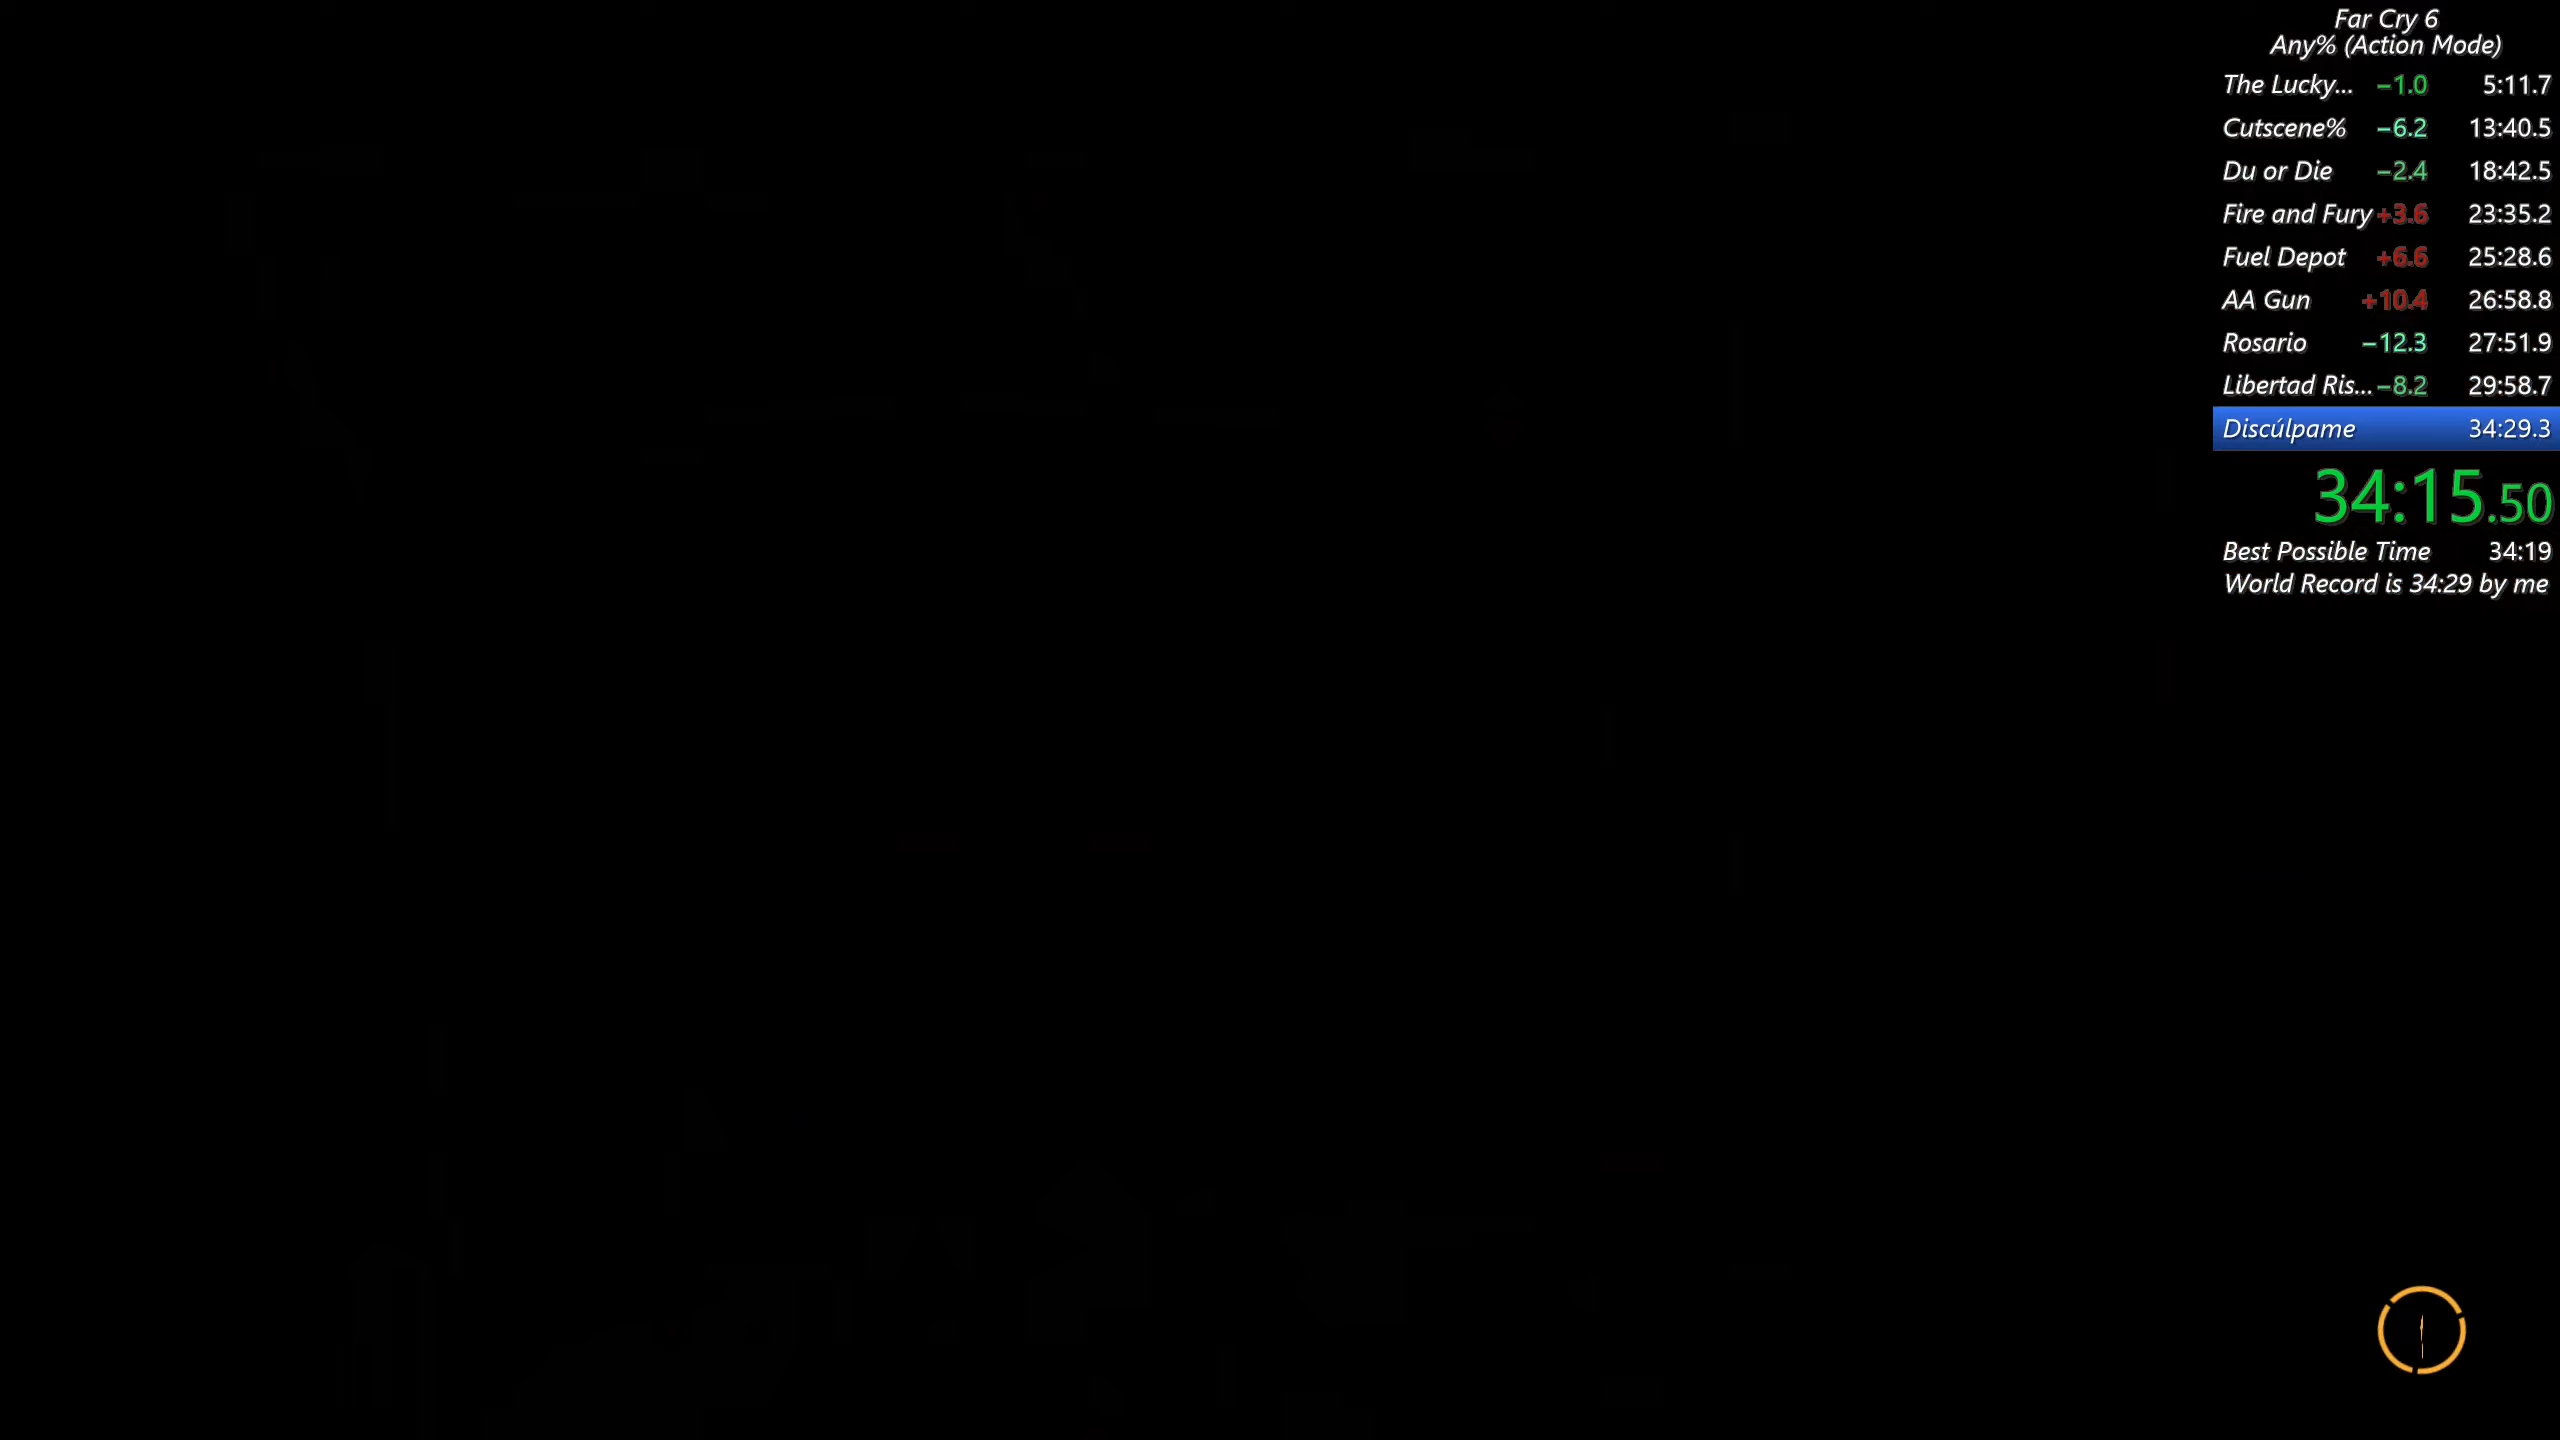 Far Cry 6
Any% (Action Mode)
The Lucky... −1.0 5:11.7
Cutscene% −6.2 13:40.5
Du or Die −2.4 18:42.5
Fire and Fury +3.6 23:35.2
Fuel Depot +6.6 25:28.6
AA Gun +10.4 26:58.8
Rosario −12.3 27:51.9
Libertad Ris... −8.2 29:58.7
Discúlpame 34:29.3
34:15.50
Best Possible Time 34:19
World Record is 34:29 by me